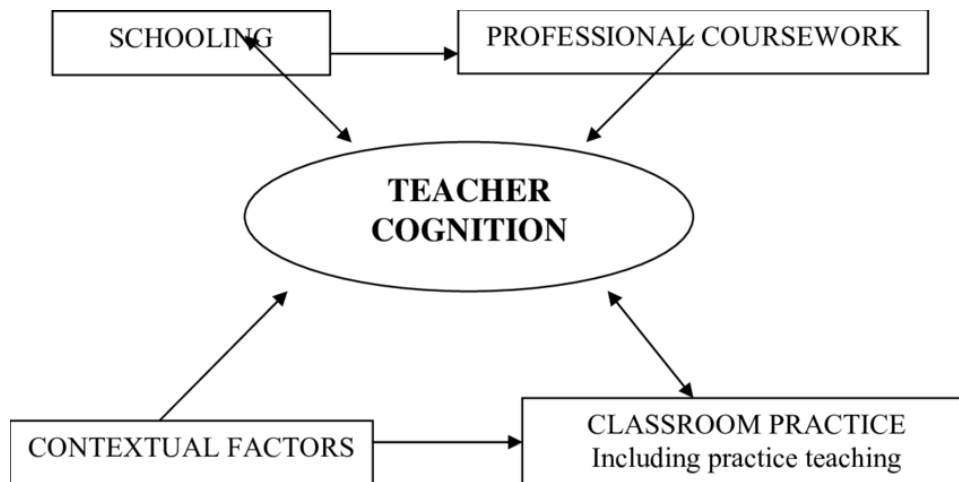 SCHOOLING
PROFESSIONAL COURSEWORK
TEACHER
COGNITION
CONTEXTUAL FACTORS
CLASSROOM PRACTICE
Including practice teaching